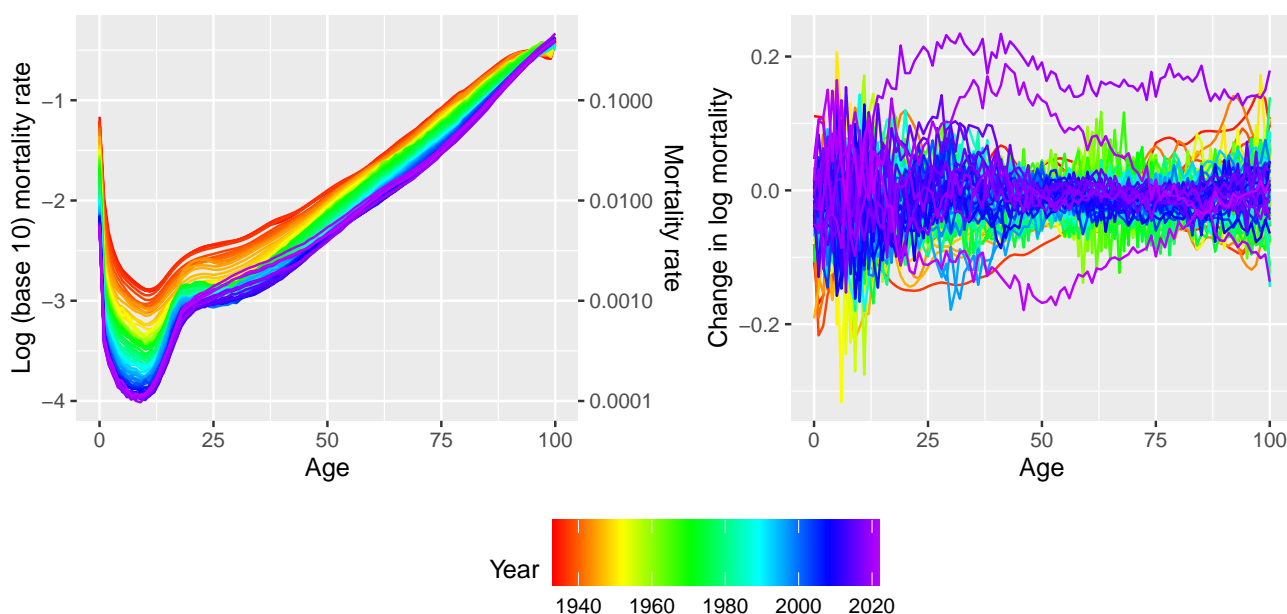 Log (base 10) mortality rate
−1
−2
−3
−4
0.1000
0.0100
0.0010
0.0001
Mortality rate
0 25 50 75 100
Age
Change in log mortality
0.2
0.0
−0.2
0 25 50 75 100
Age
Year
1940 1960 1980 2000 2020